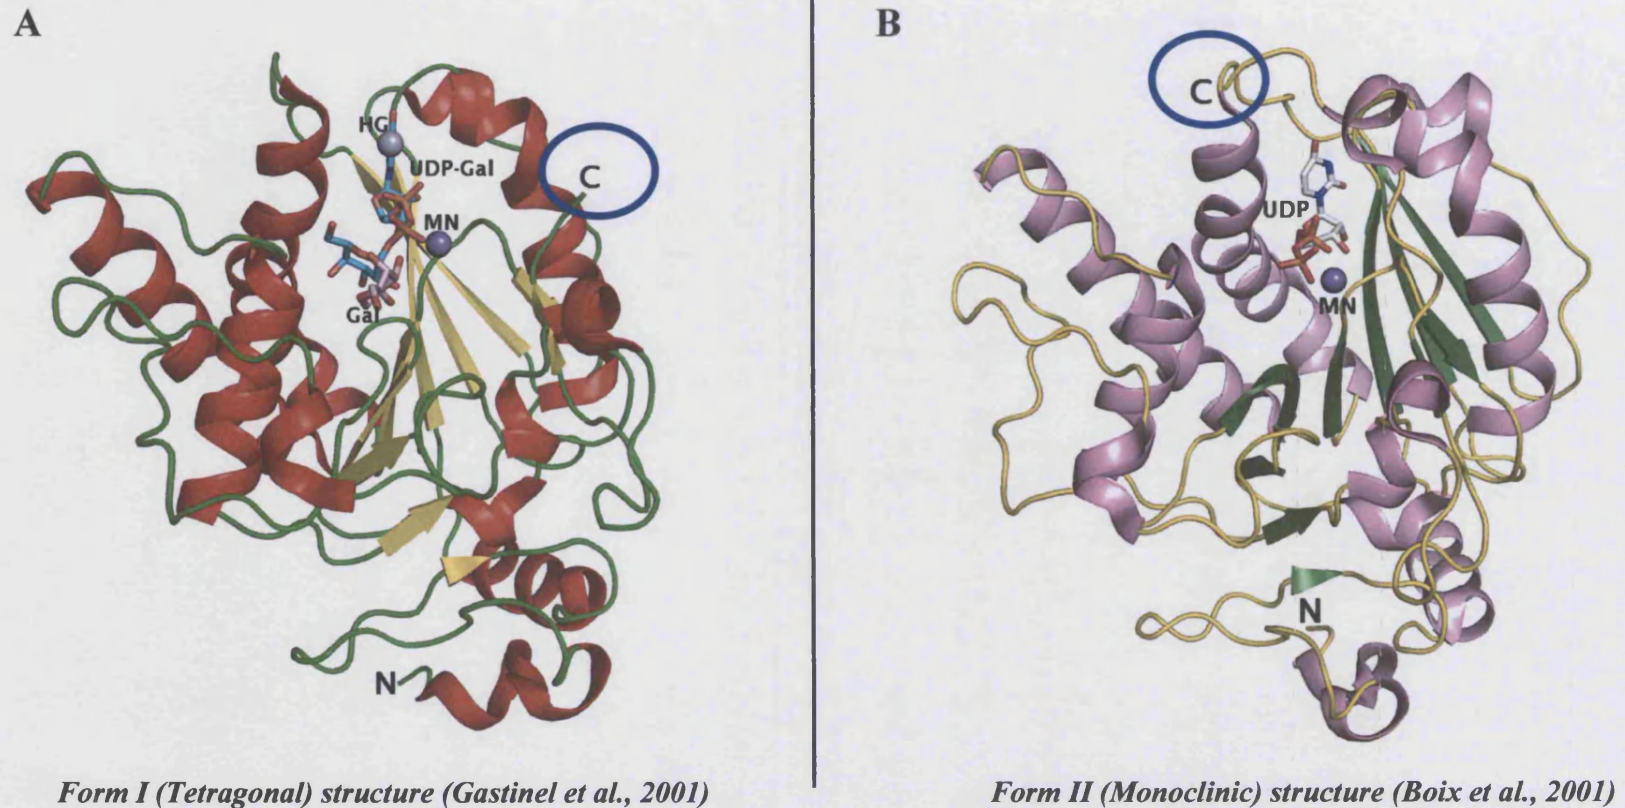 A
HG
UDP-Gal
C
MN
Gal
N
Form I (Tetragonal) structure (Gastinel et al., 2001)
B
C
UDP
MN
N
Form II (Monoclinic) structure (Boix et al., 2001)